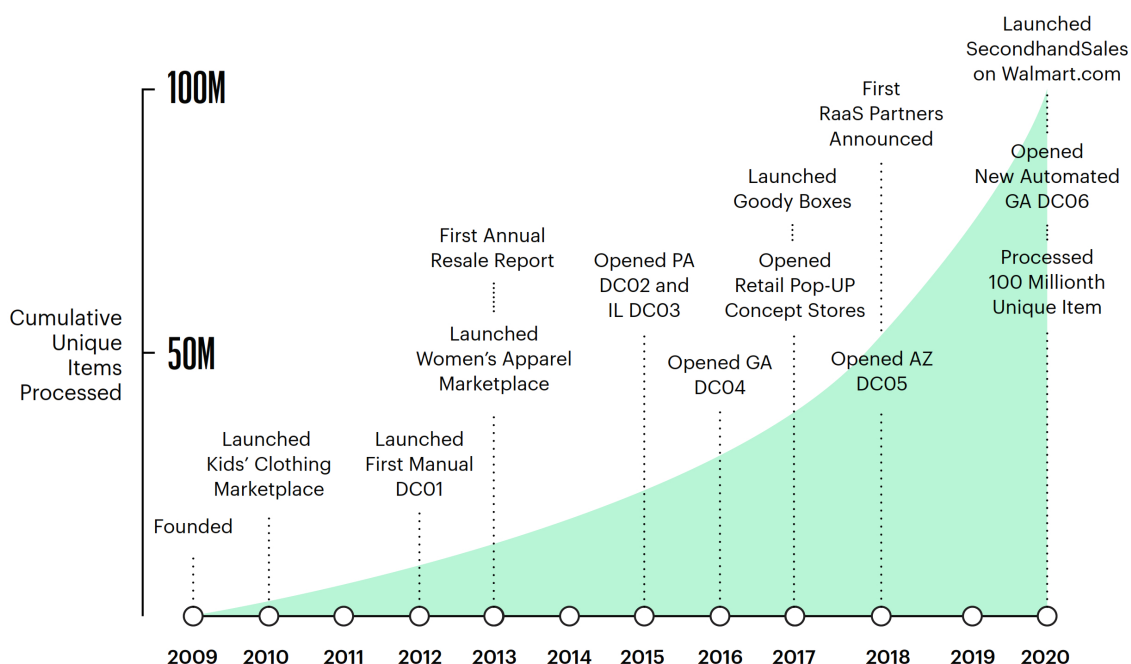 100M
50M
Cumulative
Unique
Items
Processed
Founded
Launched
Kids’ Clothing
Marketplace
Launched
First Manual
DC01
First Annual
Resale Report
Launched
Women’s Apparel
Marketplace
Opened PA
DC02 and
IL DC03
Opened GA
DC04
Launched
Goody Boxes
Opened
Retail Pop-UP
Concept Stores
First
RaaS Partners
Announced
Opened AZ
DC05
Launched
SecondhandSales
on Walmart.com
Opened
New Automated
GA DC06
Processed
100 Millionth
Unique Item
2009
2010
2011
2012
2013
2014
2015
2016
2017
2018
2019
2020